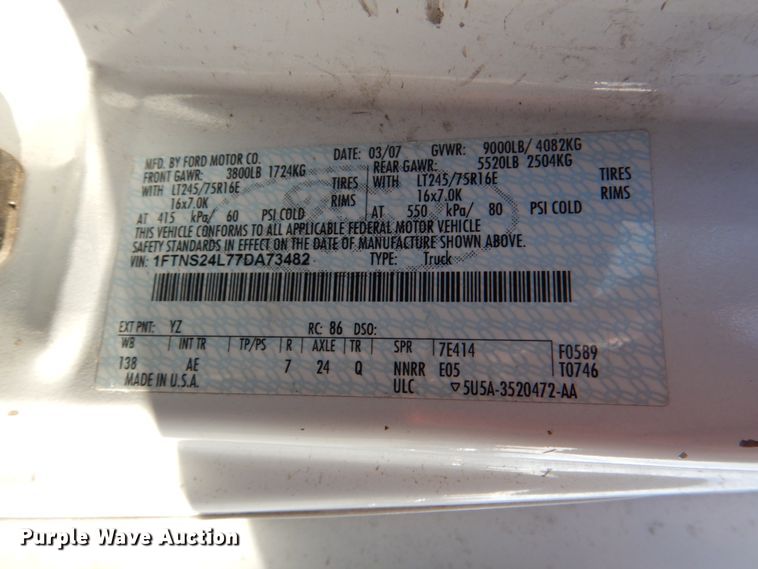 MFD. BY FORD MOTOR CO. DATE: 03/07 GVWR: 9000LB/ 4082KG
FRONT GAWR: 3800LB 1724KG REAR GAWR: 5520LB 2504KG
WITH LT245/75R16E TIRES WITH LT245/75R16E TIRES
16x7.0K RIMS 16x7.0K RIMS
AT 415 kPa/ 60 PSI COLD AT 550 kPa/ 80 PSI COLD
THIS VEHICLE CONFORMS TO ALL APPLICABLE FEDERAL MOTOR VEHICLE
SAFETY STANDARDS IN EFFECT ON THE DATE OF MANUFACTURE SHOWN ABOVE.
VIN: 1FTNS24L77DA73482 TYPE: Truck
EXT PNT: YZ RC: 86 DSO:
WB INT TR TP/PS R AXLE TR SPR 7E414 F0589
138 AE 7 24 Q NNRR E05 T0746
MADE IN U.S.A. ULC ▽5U5A-3520472-AA
Purple Wave Auction